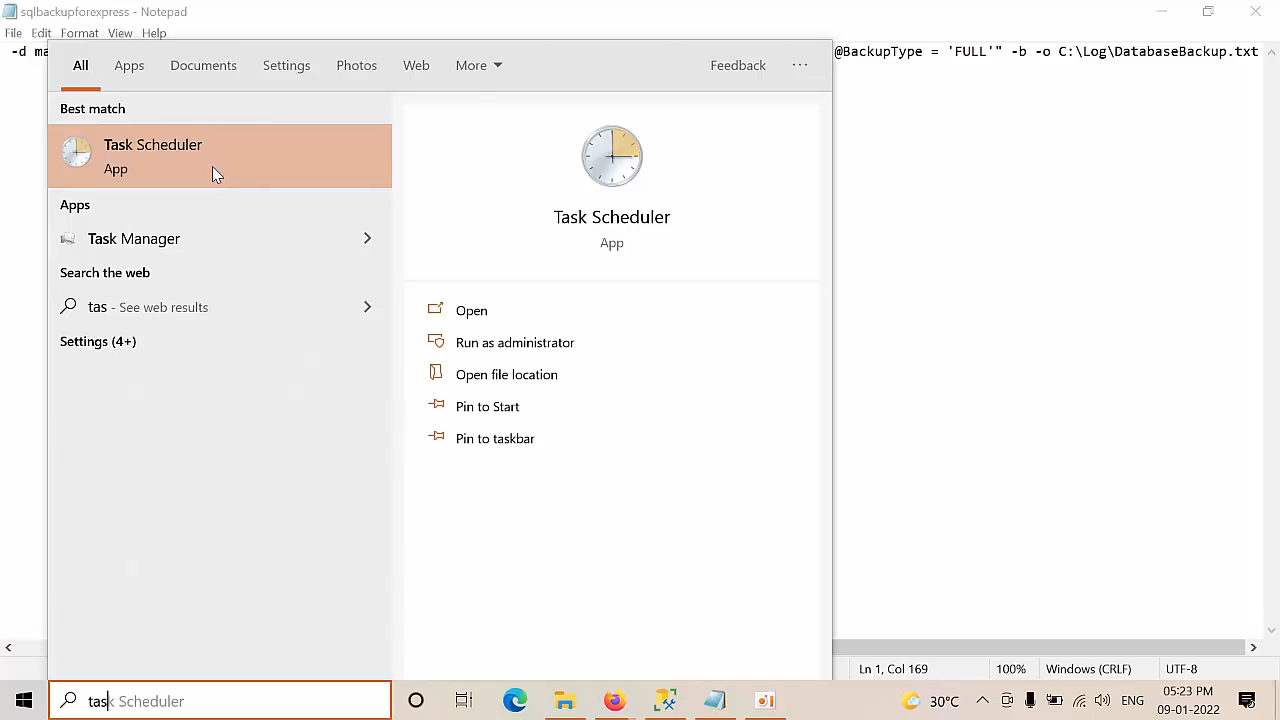 sqlbackupforexpress - Notepad
File Edit Format View Help
-d ma
@BackupType = 'FULL'" -b -o C:\Log\DatabaseBackup.txt
All Apps Documents Settings Photos Web More Feedback ···
Best match
Task Scheduler
App
Apps
Task Manager
Search the web
tas - See web results
Settings (4+)
Task Scheduler
App
Open
Run as administrator
Open file location
Pin to Start
Pin to taskbar
Ln 1, Col 169 100% Windows (CRLF) UTF-8
task Scheduler
30°C ENG
05:23 PM
09-01-2022